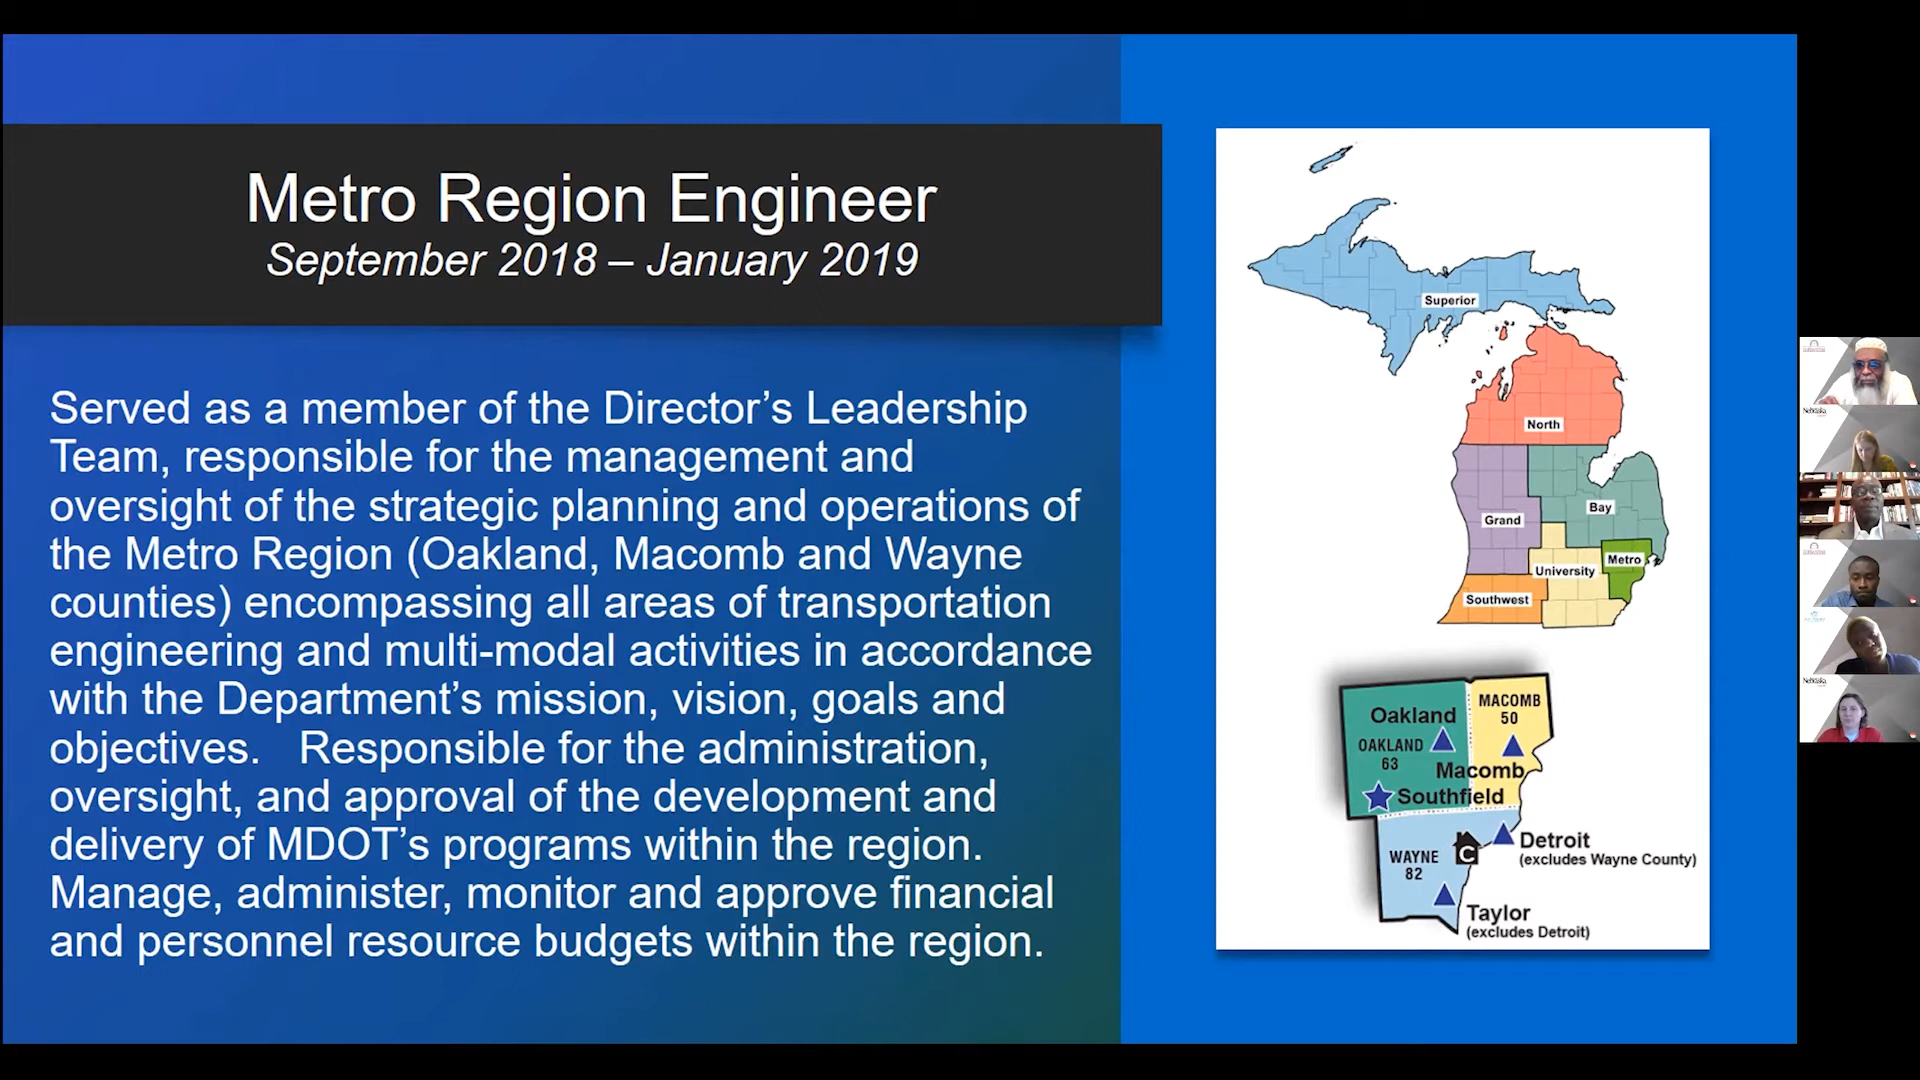 Metro Region Engineer
September 2018 – January 2019
Served as a member of the Director’s Leadership
Team, responsible for the management and
oversight of the strategic planning and operations of
the Metro Region (Oakland, Macomb and Wayne
counties) encompassing all areas of transportation
engineering and multi-modal activities in accordance
with the Department’s mission, vision, goals and
objectives.   Responsible for the administration,
oversight, and approval of the development and
delivery of MDOT’s programs within the region.
Manage, administer, monitor and approve financial
and personnel resource budgets within the region.
Superior
North
Grand
Bay
University
Metro
Southwest
MACOMB
50
Oakland
OAKLAND
63
Macomb
Southfield
WAYNE
82
C
Detroit
(excludes Wayne County)
Taylor
(excludes Detroit)
Nebraska
Nebraska